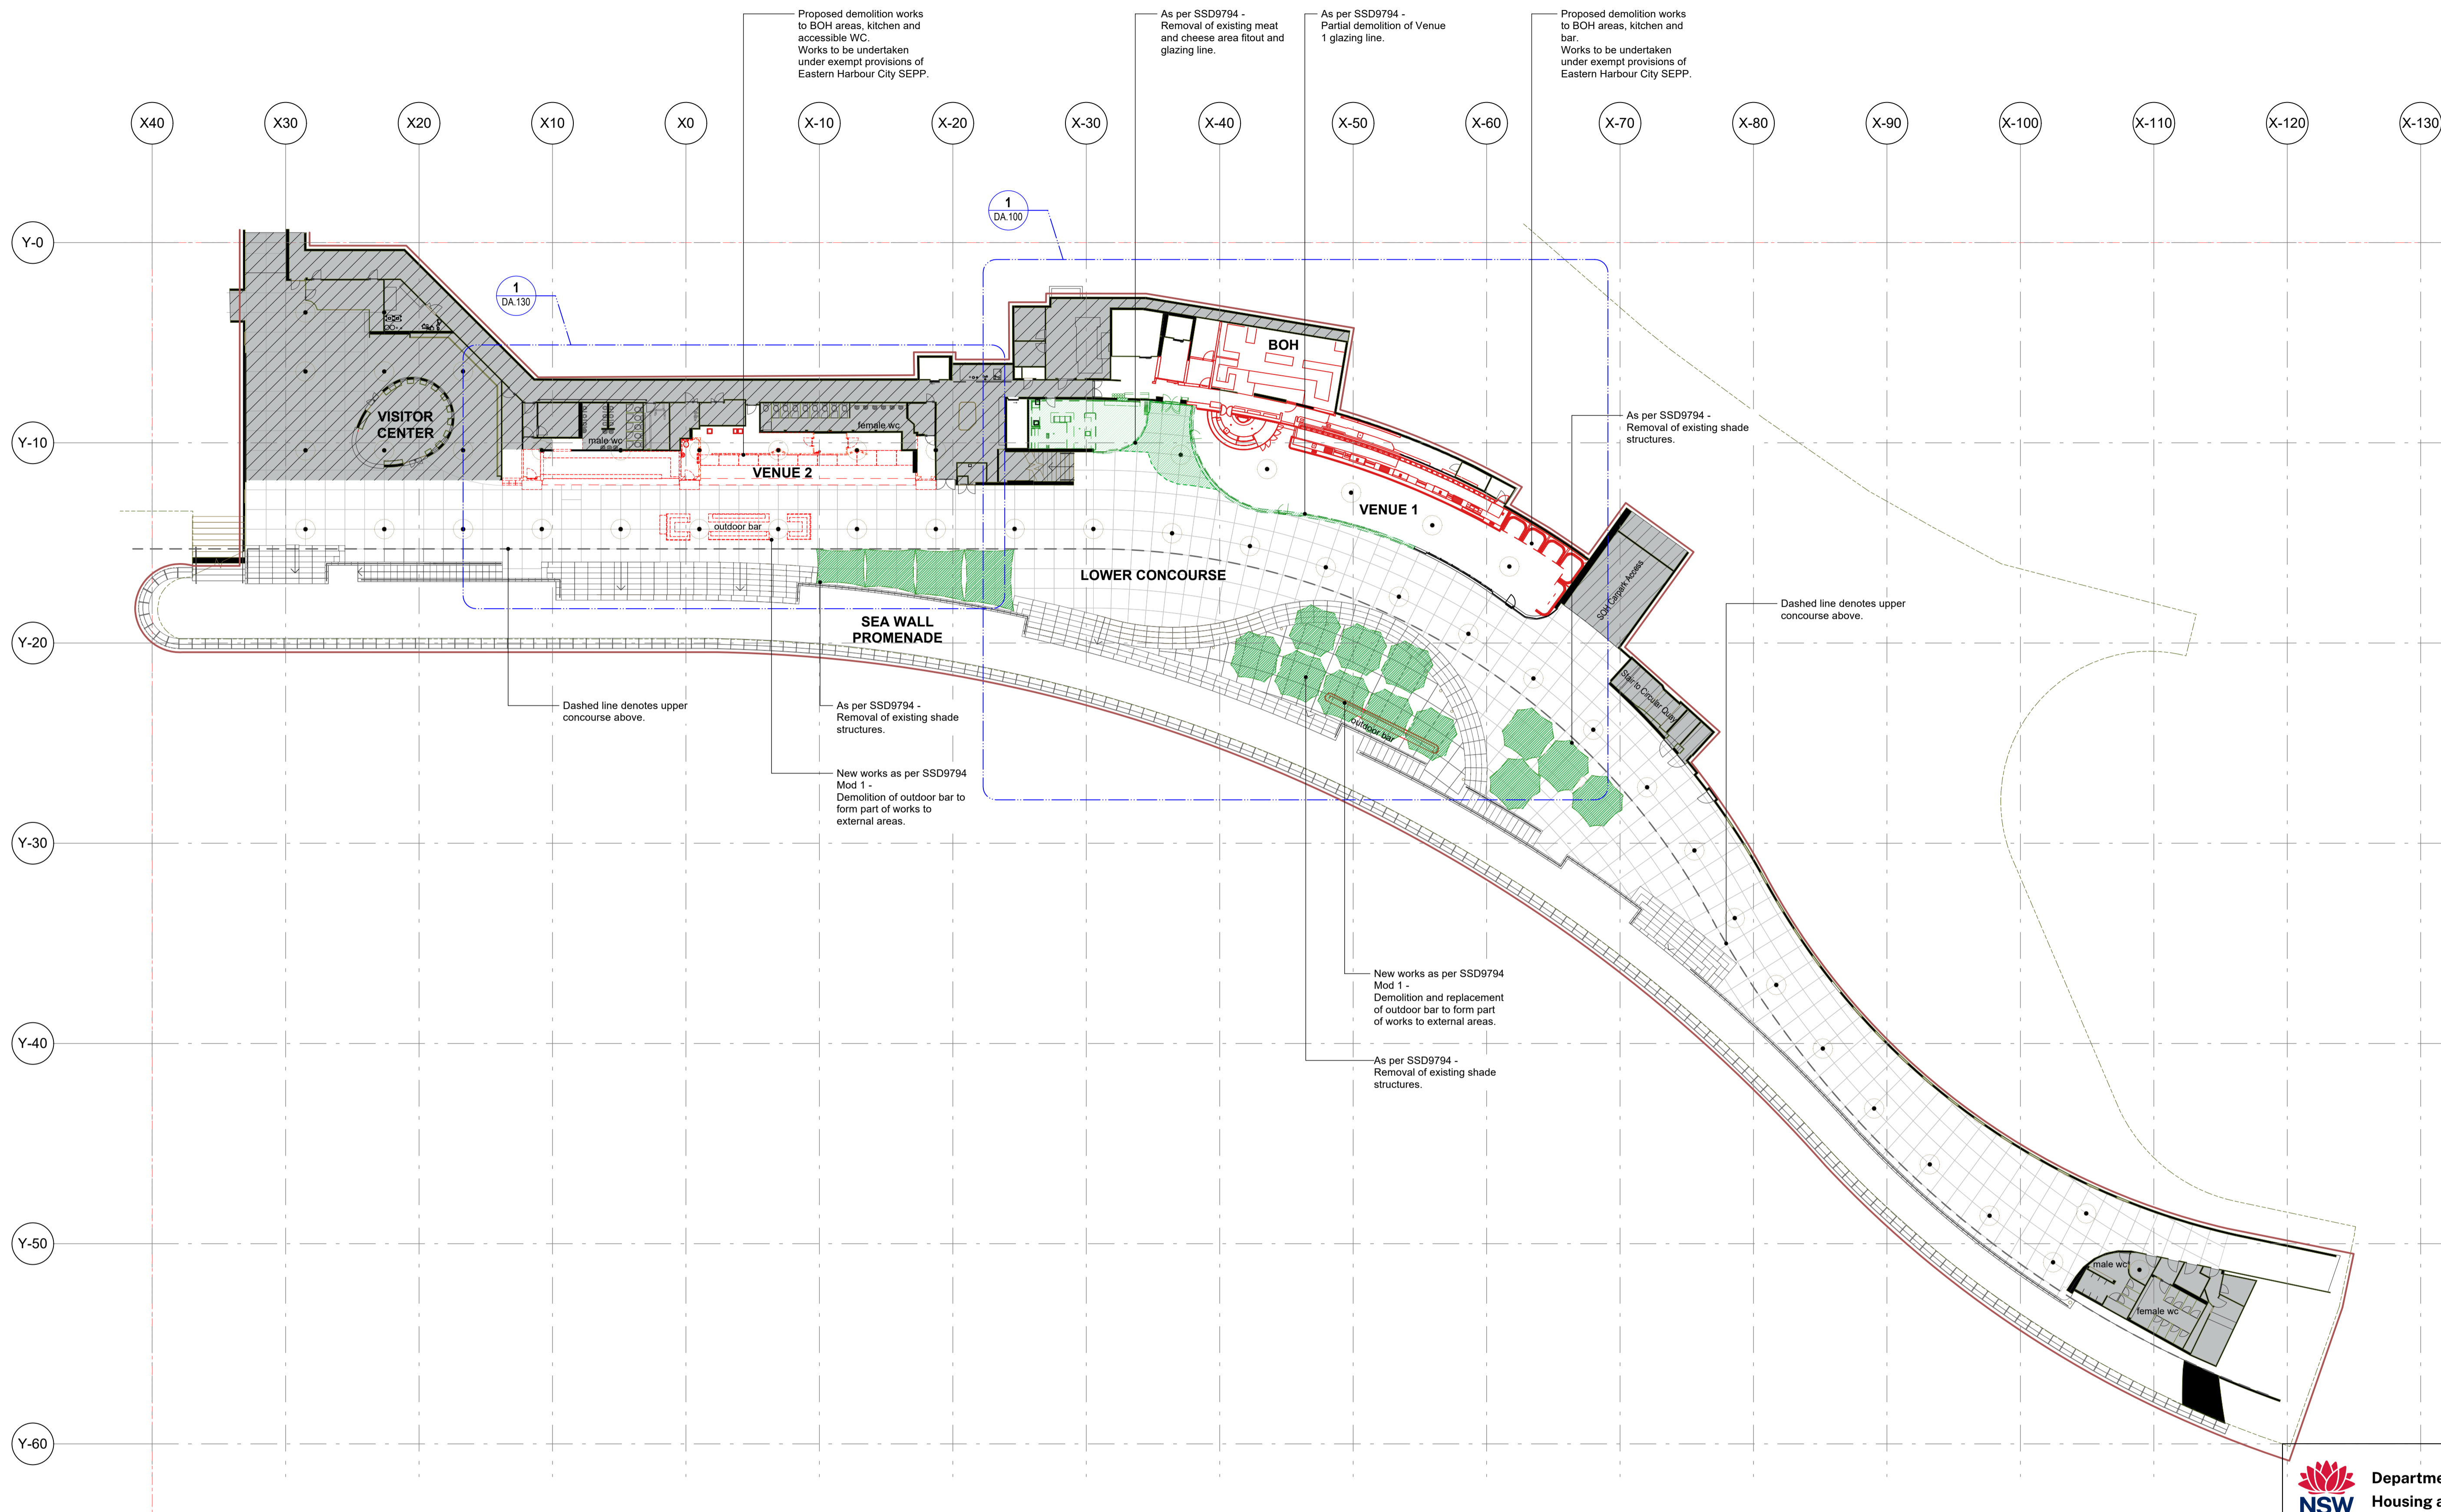 Proposed demolition works
to BOH areas, kitchen and
accessible WC.
Works to be undertaken
under exempt provisions of
Eastern Harbour City SEPP.
As per SSD9794 -
Removal of existing meat
and cheese area fitout and
glazing line.
As per SSD9794 -
Partial demolition of Venue
1 glazing line.
Proposed demolition works
to BOH areas, kitchen and
bar.
Works to be undertaken
under exempt provisions of
Eastern Harbour City SEPP.
X40
X30
X20
X10
X0
X-10
X-20
X-30
X-40
X-50
X-60
X-70
X-80
X-90
X-100
X-110
X-120
X-130
1
DA.100
Y-0
1
DA.130
BOH
VISITOR
CENTER
male wc
female wc
As per SSD9794 -
Removal of existing shade
structures.
Y-10
VENUE 2
VENUE 1
outdoor bar
LOWER CONCOURSE
SOH Carpark Access
Dashed line denotes upper
concourse above.
SEA WALL
PROMENADE
Y-20
Stair to Circular Quay
outdoor bar
Dashed line denotes upper
concourse above.
As per SSD9794 -
Removal of existing shade
structures.
New works as per SSD9794
Mod 1 -
Demolition of outdoor bar to
form part of works to
external areas.
Y-30
New works as per SSD9794
Mod 1 -
Demolition and replacement
of outdoor bar to form part
of works to external areas.
Y-40
As per SSD9794 -
Removal of existing shade
structures.
Y-50
male wc
female wc
Y-60
Departme
Housing a
NSW